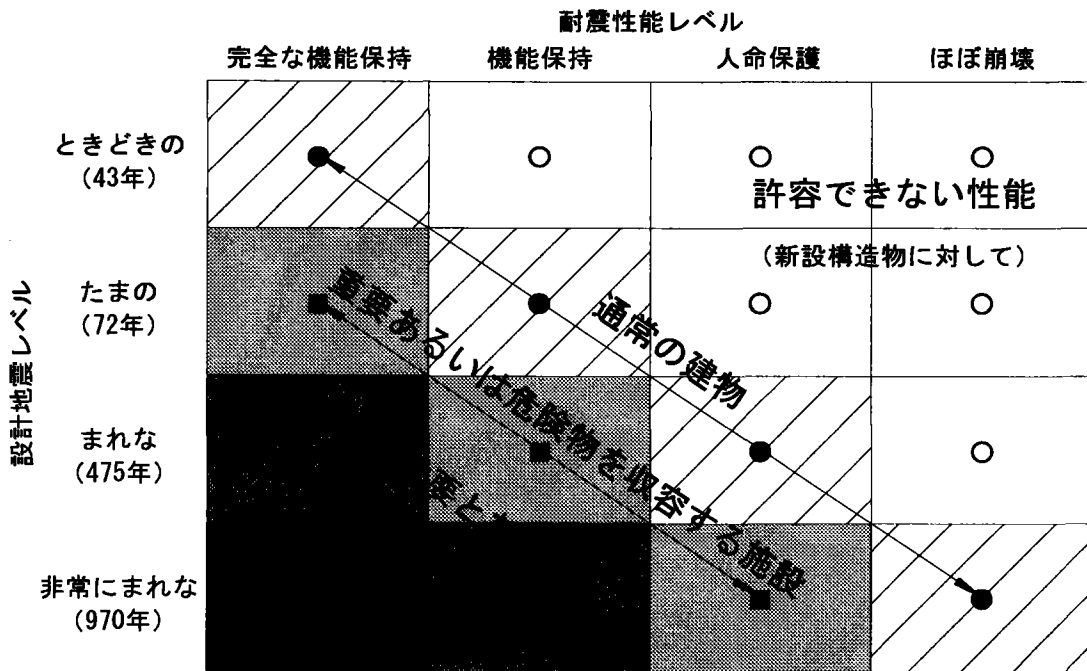 耐震性能レベル
完全な機能保持
機能保持
人命保護
ほぼ崩壊
設計地震レベル
ときどきの
(43年)
許容できない性能
(新設構造物に対して)
たまの
(72年)
重要あるいは危険物を収容する施設
通常の建物
まれな
(475年)
非常にまれな
(970年)